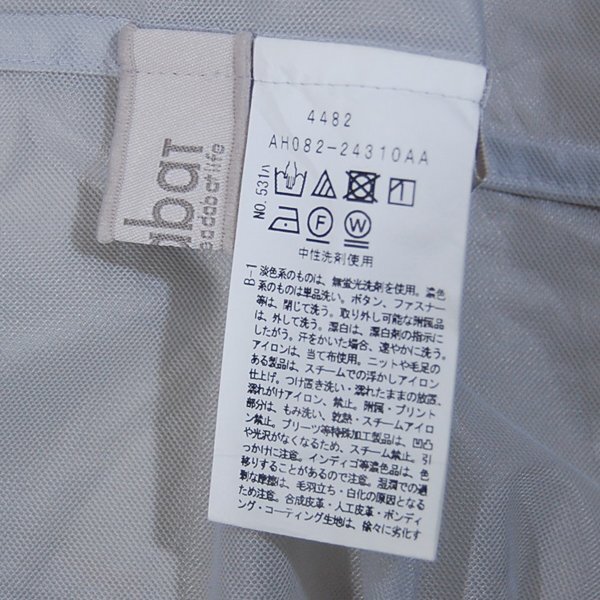 4482
AH082-24310AA
NO.531ハ
中性洗剤使用
B-1
淡色系のものは、無蛍光洗剤を使用。濃色
系のものは単品洗い。ボタン、ファスナー
等は、閉じて洗う。取り外し可能な附属品
は、外して洗う。漂白は、漂白剤の指示に
したがう。汗をかいた場合、速やかに洗う。
アイロンは、当て布使用。ニットや毛足の
ある製品は、スチームでの浮かしアイロン
仕上げ。つけ置き洗い・濡れたままの放置、
濡れがけアイロン、禁止。附属・プリント
部分は、もみ洗い、乾熱・スチームアイロ
ン禁止。プリーツ等特殊加工製品は、凹凸
や光沢がなくなるため、スチーム禁止。引
っかけに注意。インディゴ等濃色品は、色
移りすることがあるので注意。湿潤での過
剰な摩擦は、毛羽立ち・白化の原因となる
ため注意。合成皮革・人工皮革・ボンディ
ング・コーティング生地は、徐々に劣化す
F
W
bar
a dab of life